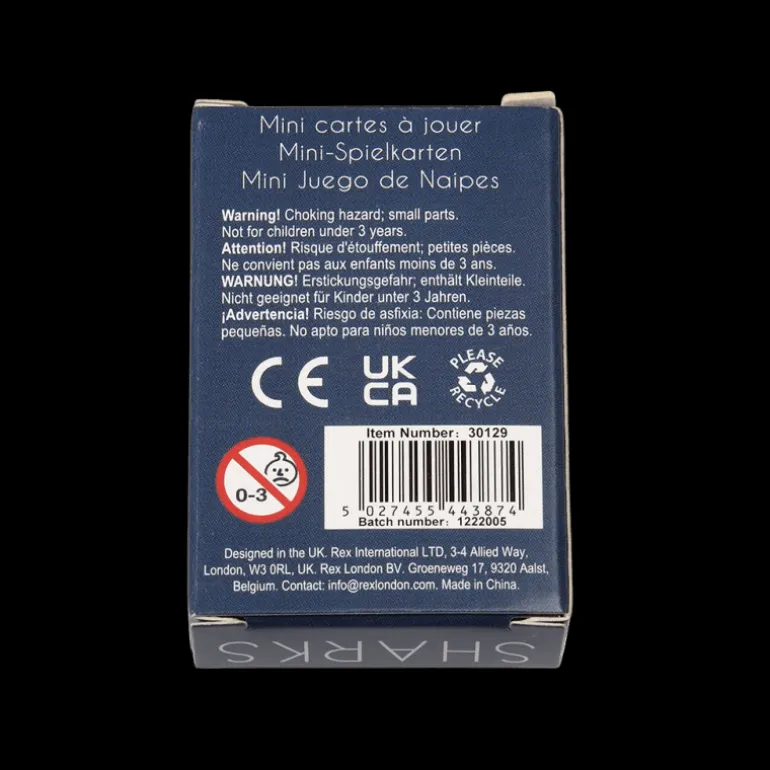 Mini cartes à jouer
Mini-Spielkarten
Mini Juego de Naipes
Warning! Choking hazard; small parts.
Not for children under 3 years.
Attention! Risque d'étouffement; petites pièces.
Ne convient pas aux enfants moins de 3 ans.
WARNUNG! Erstickungsgefahr; enthält Kleinteile.
Nicht geeignet für Kinder unter 3 Jahren.
¡Advertencia! Riesgo de asfixia: Contiene piezas
pequeñas. No apto para niños menores de 3 años.
CE
UK
CA
PLEASE
RECYCLE
0-3
Item Number: 30129
5 027455 443874
Batch number: 1222005
Designed in the UK. Rex International LTD, 3-4 Allied Way,
London, W3 0RL, UK. Rex London BV. Groeneweg 17, 9320 Aalst,
Belgium. Contact: info@rexlondon.com. Made in China.
SHARKS